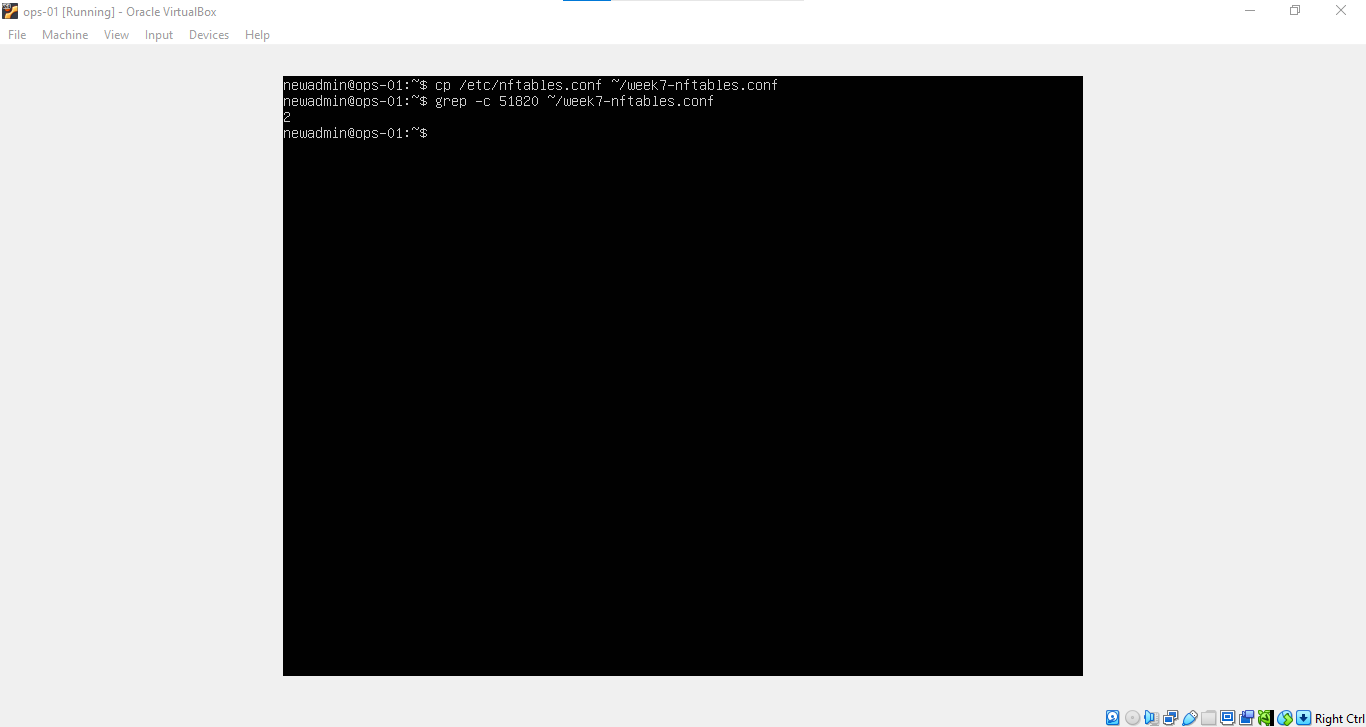 ops-01 [Running] - Oracle VirtualBox
File Machine View Input Devices Help
newadmin@ops-01:~$ cp /etc/nftables.conf ~/week7-nftables.conf
newadmin@ops-01:~$ grep -c 51820 ~/week7-nftables.conf
2
newadmin@ops-01:~$
Right Ctrl